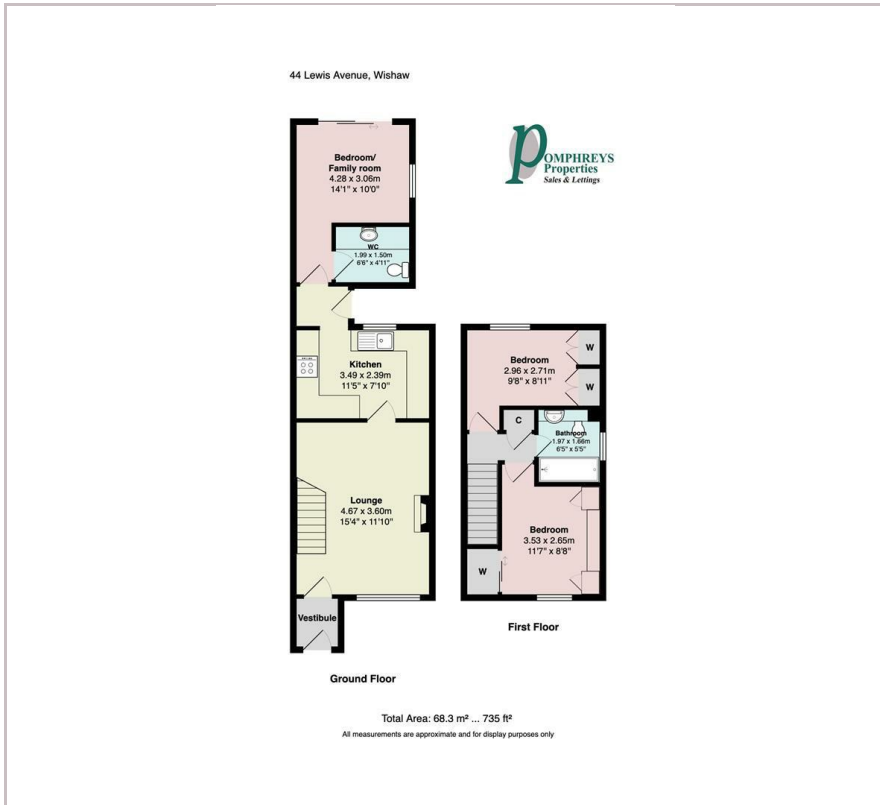 44 Lewis Avenue, Wishaw
POMPHREYS
Properties
Sales & Lettings
Bedroom/
Family room
4.28 x 3.06m
14'1" x 10'0"
WC
1.99 x 1.50m
6'6" x 4'11"
Kitchen
3.49 x 2.39m
11'5" x 7'10"
Lounge
4.67 x 3.60m
15'4" x 11'10"
Vestibule
Ground Floor
Bedroom
2.96 x 2.71m
9'8" x 8'11"
W
W
C
Bathroom
1.97 x 1.66m
6'5" x 5'5"
Bedroom
3.53 x 2.65m
11'7" x 8'8"
W
First Floor
Total Area: 68.3 m² ... 735 ft²
All measurements are approximate and for display purposes only